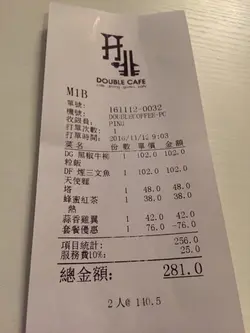 DOUBLE CAFE
M1B
單號: 161112-0032
機號: DOUBLECOFFEE-PC
收銀員: PING
打單次數: 1
打單時間: 2016/11/12 9:03
菜名 份數 單價 金額
DG 黑椒牛柳 1 102.0 102.0
粒飯
DF 煙三文魚 1 102.0 102.0
天使麵
塔 1 38.0 38.0
蜂蜜紅茶 1 48.0 48.0
熱
蒜香雞翼 1 42.0 42.0
套餐優惠 1 -76.0 -76.0
項目統計: 256.0
服務費10%: 25.0
總金額: 281.0
2人@ 140.5